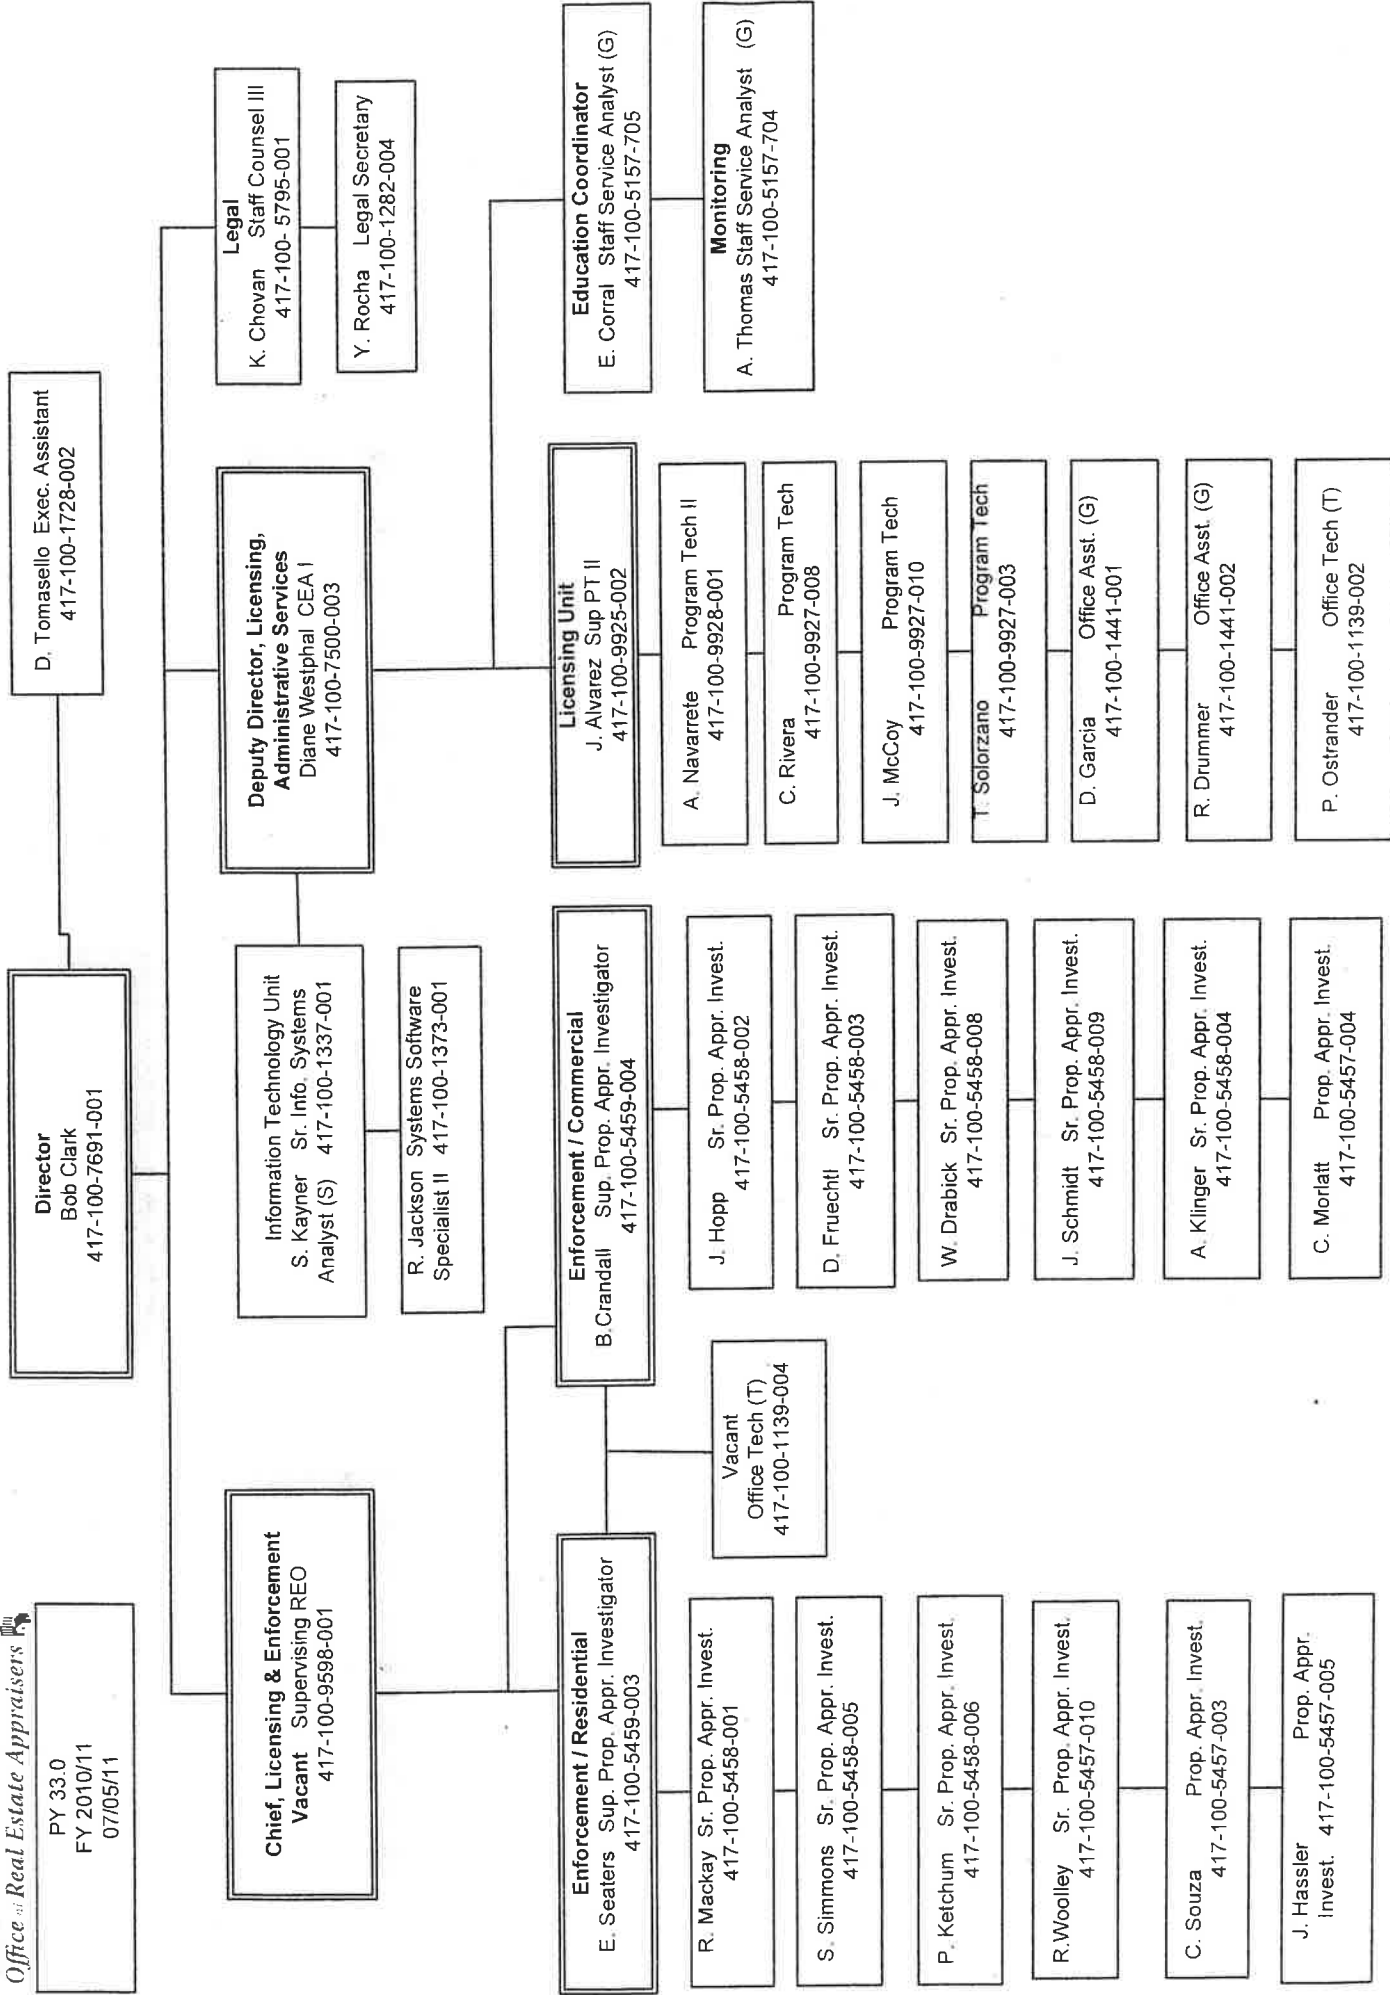 Office of Real Estate Appraisers
PY 33.0
FY 2010/11
07/05/11
Director
Bob Clark
417-100-7691-001
D. Tomasello Exec. Assistant
417-100-1728-002
Chief, Licensing & Enforcement
Vacant Supervising REO
417-100-9598-001
Information Technology Unit
S. Kayner Sr. Info. Systems
Analyst (S) 417-100-1337-001
R. Jackson Systems Software
Specialist II 417-100-1373-001
Deputy Director, Licensing,
Administrative Services
Diane Westphal CEA I
417-100-7500-003
Legal
K. Chovan Staff Counsel III
417-100- 5795-001
Y. Rocha Legal Secretary
417-100-1282-004
Enforcement / Residential
E. Seaters Sup. Prop. Appr. Investigator
417-100-5459-003
R. Mackay Sr. Prop. Appr. Invest.
417-100-5458-001
S. Simmons Sr. Prop. Appr. Invest.
417-100-5458-005
P. Ketchum Sr. Prop. Appr. Invest.
417-100-5458-006
R.Woolley Sr. Prop. Appr. Invest.
417-100-5457-010
C. Souza Prop. Appr. Invest.
417-100-5457-003
J. Hassler Prop. Appr.
Invest. 417-100-5457-005
Vacant
Office Tech (T)
417-100-1139-004
Enforcement / Commercial
B.Crandall Sup. Prop. Appr. Investigator
417-100-5459-004
J. Hopp Sr. Prop. Appr. Invest.
417-100-5458-002
D. Fruechtl Sr. Prop. Appr. Invest.
417-100-5458-003
W. Drabick Sr. Prop. Appr. Invest.
417-100-5458-008
J. Schmidt Sr. Prop. Appr. Invest.
417-100-5458-009
A. Klinger Sr. Prop. Appr. Invest.
417-100-5458-004
C. Morlatt Prop. Appr. Invest.
417-100-5457-004
Licensing Unit
J. Alvarez Sup PT II
417-100-9925-002
A. Navarrete Program Tech II
417-100-9928-001
C. Rivera Program Tech
417-100-9927-008
J. McCoy Program Tech
417-100-9927-010
T. Solorzano Program Tech
417-100-9927-003
D. Garcia Office Asst. (G)
417-100-1441-001
R. Drummer Office Asst. (G)
417-100-1441-002
P. Ostrander Office Tech (T)
417-100-1139-002
Education Coordinator
E. Corral Staff Service Analyst (G)
417-100-5157-705
Monitoring
A. Thomas Staff Service Analyst (G)
417-100-5157-704